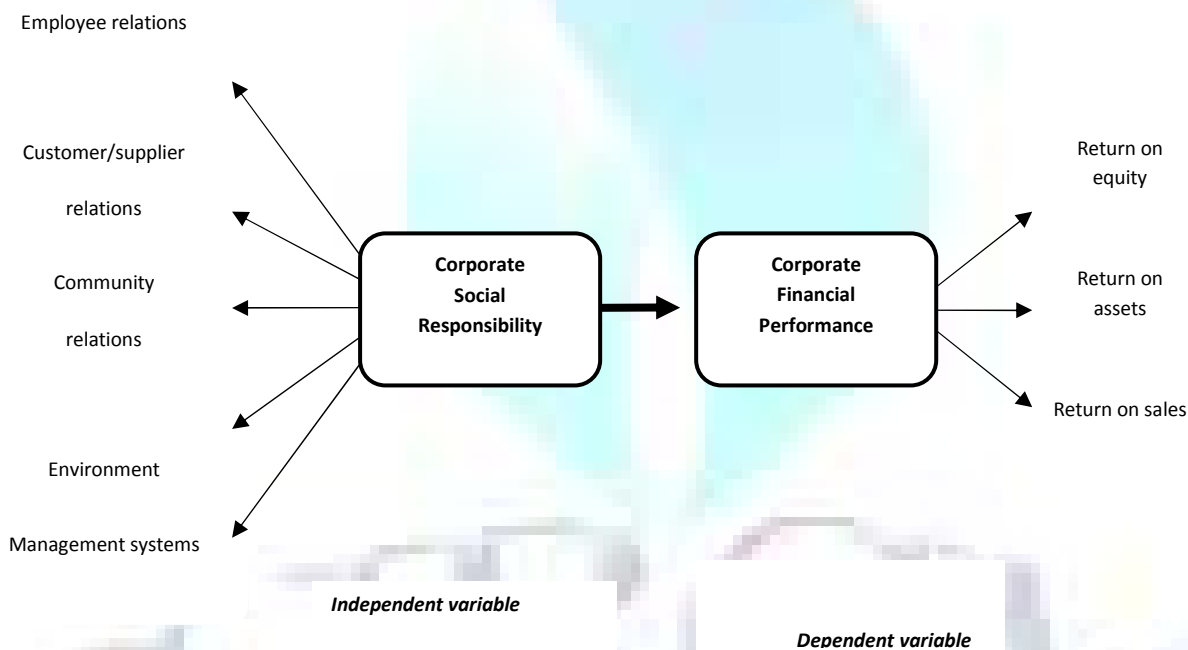 Employee relations
Customer/supplier
relations
Community
relations
Environment
Management systems
Corporate
Social
Responsibility
Corporate
Financial
Performance
Return on
equity
Return on
assets
Return on sales
Independent variable
Dependent variable